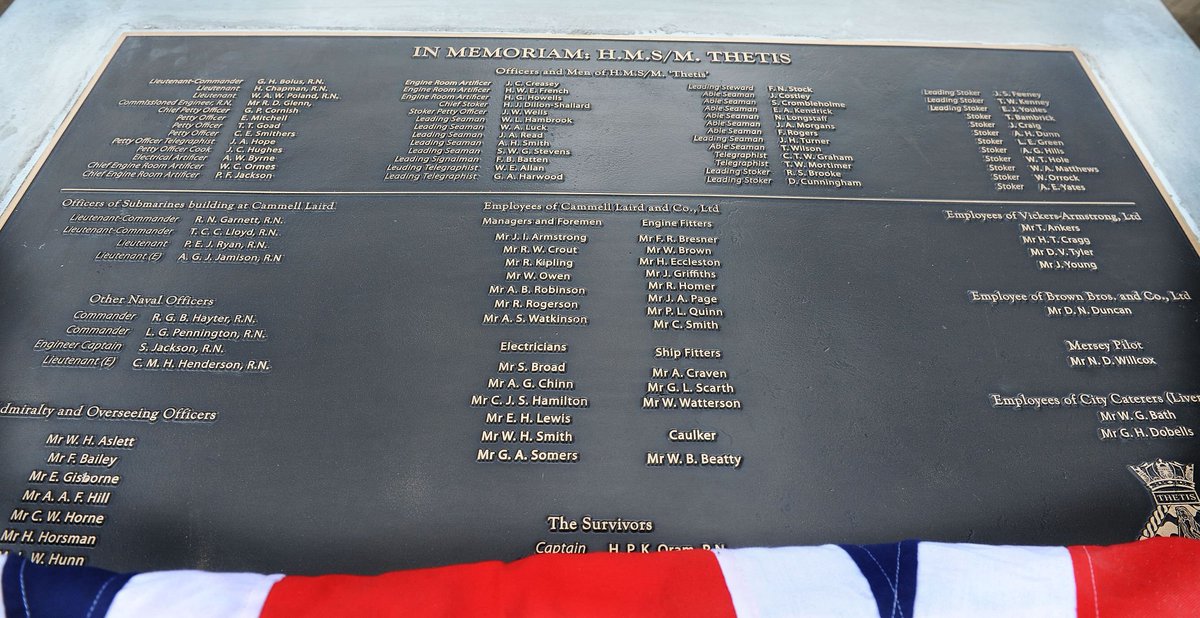 IN MEMORIAM: H.M.S/M. THETIS
Officers and Men of H.M.S/M. 'Thetis'
Lieutenant-Commander G. H. Bolus, R.N.
Lieutenant H. Chapman, R.N.
Lieutenant W. A. W. Poland, R.N.
Commissioned Engineer, R.N. Mr R. D. Glenn,
Chief Petty Officer G. P. Cornish
Petty Officer E. Mitchell
Petty Officer T. T. Goad
Petty Officer C. E. Smithers
Petty Officer Telegraphist J. A. Hope
Petty Officer Cook J. C. Hughes
Electrical Artificer A. W. Byrne
Chief Engine Room Artificer W. C. Ormes
Chief Engine Room Artificer P. F. Jackson
Engine Room Artificer J. C. Creasey
Engine Room Artificer H. W. E. French
Engine Room Artificer H. G. Howells
Chief Stoker H. J. Dillon-Shallard
Stoker Petty Officer J. W. Wells
Leading Seaman W. L. Hambrook
Leading Seaman W. A. Luck
Leading Seaman J. A. Read
Leading Seaman A. H. Smith
Leading Seaman S. W. G. Stevens
Leading Signalman F. B. Batten
Leading Telegraphist W. E. Allan
Leading Telegraphist G. A. Harwood
Leading Steward F. N. Stock
Able Seaman J. Costley
Able Seaman S. Crombleholme
Able Seaman E. A. Kendrick
Able Seaman N. Longstaff
Able Seaman J. A. Morgans
Able Seaman F. Rogers
Leading Seaman J. H. Turner
Able Seaman T. Wilson
Telegraphist C. T. W. Graham
Telegraphist T. W. Mortimer
Leading Stoker R. S. Brooke
Leading Stoker D. Cunningham
Leading Stoker J. S. Feeney
Leading Stoker T. W. Kenney
Leading Stoker E. J. Youles
Stoker T. Bambrick
Stoker J. Craig
Stoker A. H. Dunn
Stoker L. E. Green
Stoker A. G. Hills
Stoker W. T. Hole
Stoker W. A. Matthews
Stoker W. Orrock
Stoker A. E. Yates
Officers of Submarines building at Cammell Laird
Lieutenant-Commander R. N. Garnett, R.N.
Lieutenant-Commander T. C. C. Lloyd, R.N.
Lieutenant P. E. J. Ryan, R.N.
Lieutenant (E) A. G. J. Jamison, R.N
Other Naval Officers
Commander R. G. B. Hayter, R.N.
Commander L. G. Pennington, R.N.
Engineer Captain S. Jackson, R.N.
Lieutenant (E) C. M. H. Henderson, R.N.
dmiralty and Overseeing Officers
Mr W. H. Aslett
Mr F. Bailey
Mr E. Gisborne
Mr A. A. F. Hill
Mr C. W. Horne
Mr H. Horsman
W. Hunn
Employees of Cammell Laird and Co., Ltd
Managers and Foremen
Mr J. I. Armstrong
Mr R. W. Crout
Mr R. Kipling
Mr W. Owen
Mr A. B. Robinson
Mr R. Rogerson
Mr A. S. Watkinson
Electricians
Mr S. Broad
Mr A. G. Chinn
Mr C. J. S. Hamilton
Mr E. H. Lewis
Mr W. H. Smith
Mr G. A. Somers
Engine Fitters
Mr F. R. Bresner
Mr W. Brown
Mr H. Eccleston
Mr J. Griffiths
Mr R. Homer
Mr J. A. Page
Mr P. L. Quinn
Mr C. Smith
Ship Fitters
Mr A. Craven
Mr G. L. Scarth
Mr W. Watterson
Caulker
Mr W. B. Beatty
Employees of Vickers-Armstrong, Ltd
Mr T. Ankers
Mr H. T. Cragg
Mr D. V. Tyler
Mr J. Young
Employee of Brown Bros. and Co., Ltd
Mr D. N. Duncan
Mersey Pilot
Mr N. D. Willcox
Employees of City Caterers (Liver
Mr W. G. Bath
Mr G. H. Dobells
THETIS
The Survivors
Captain H. P. K. Oram, R.N.